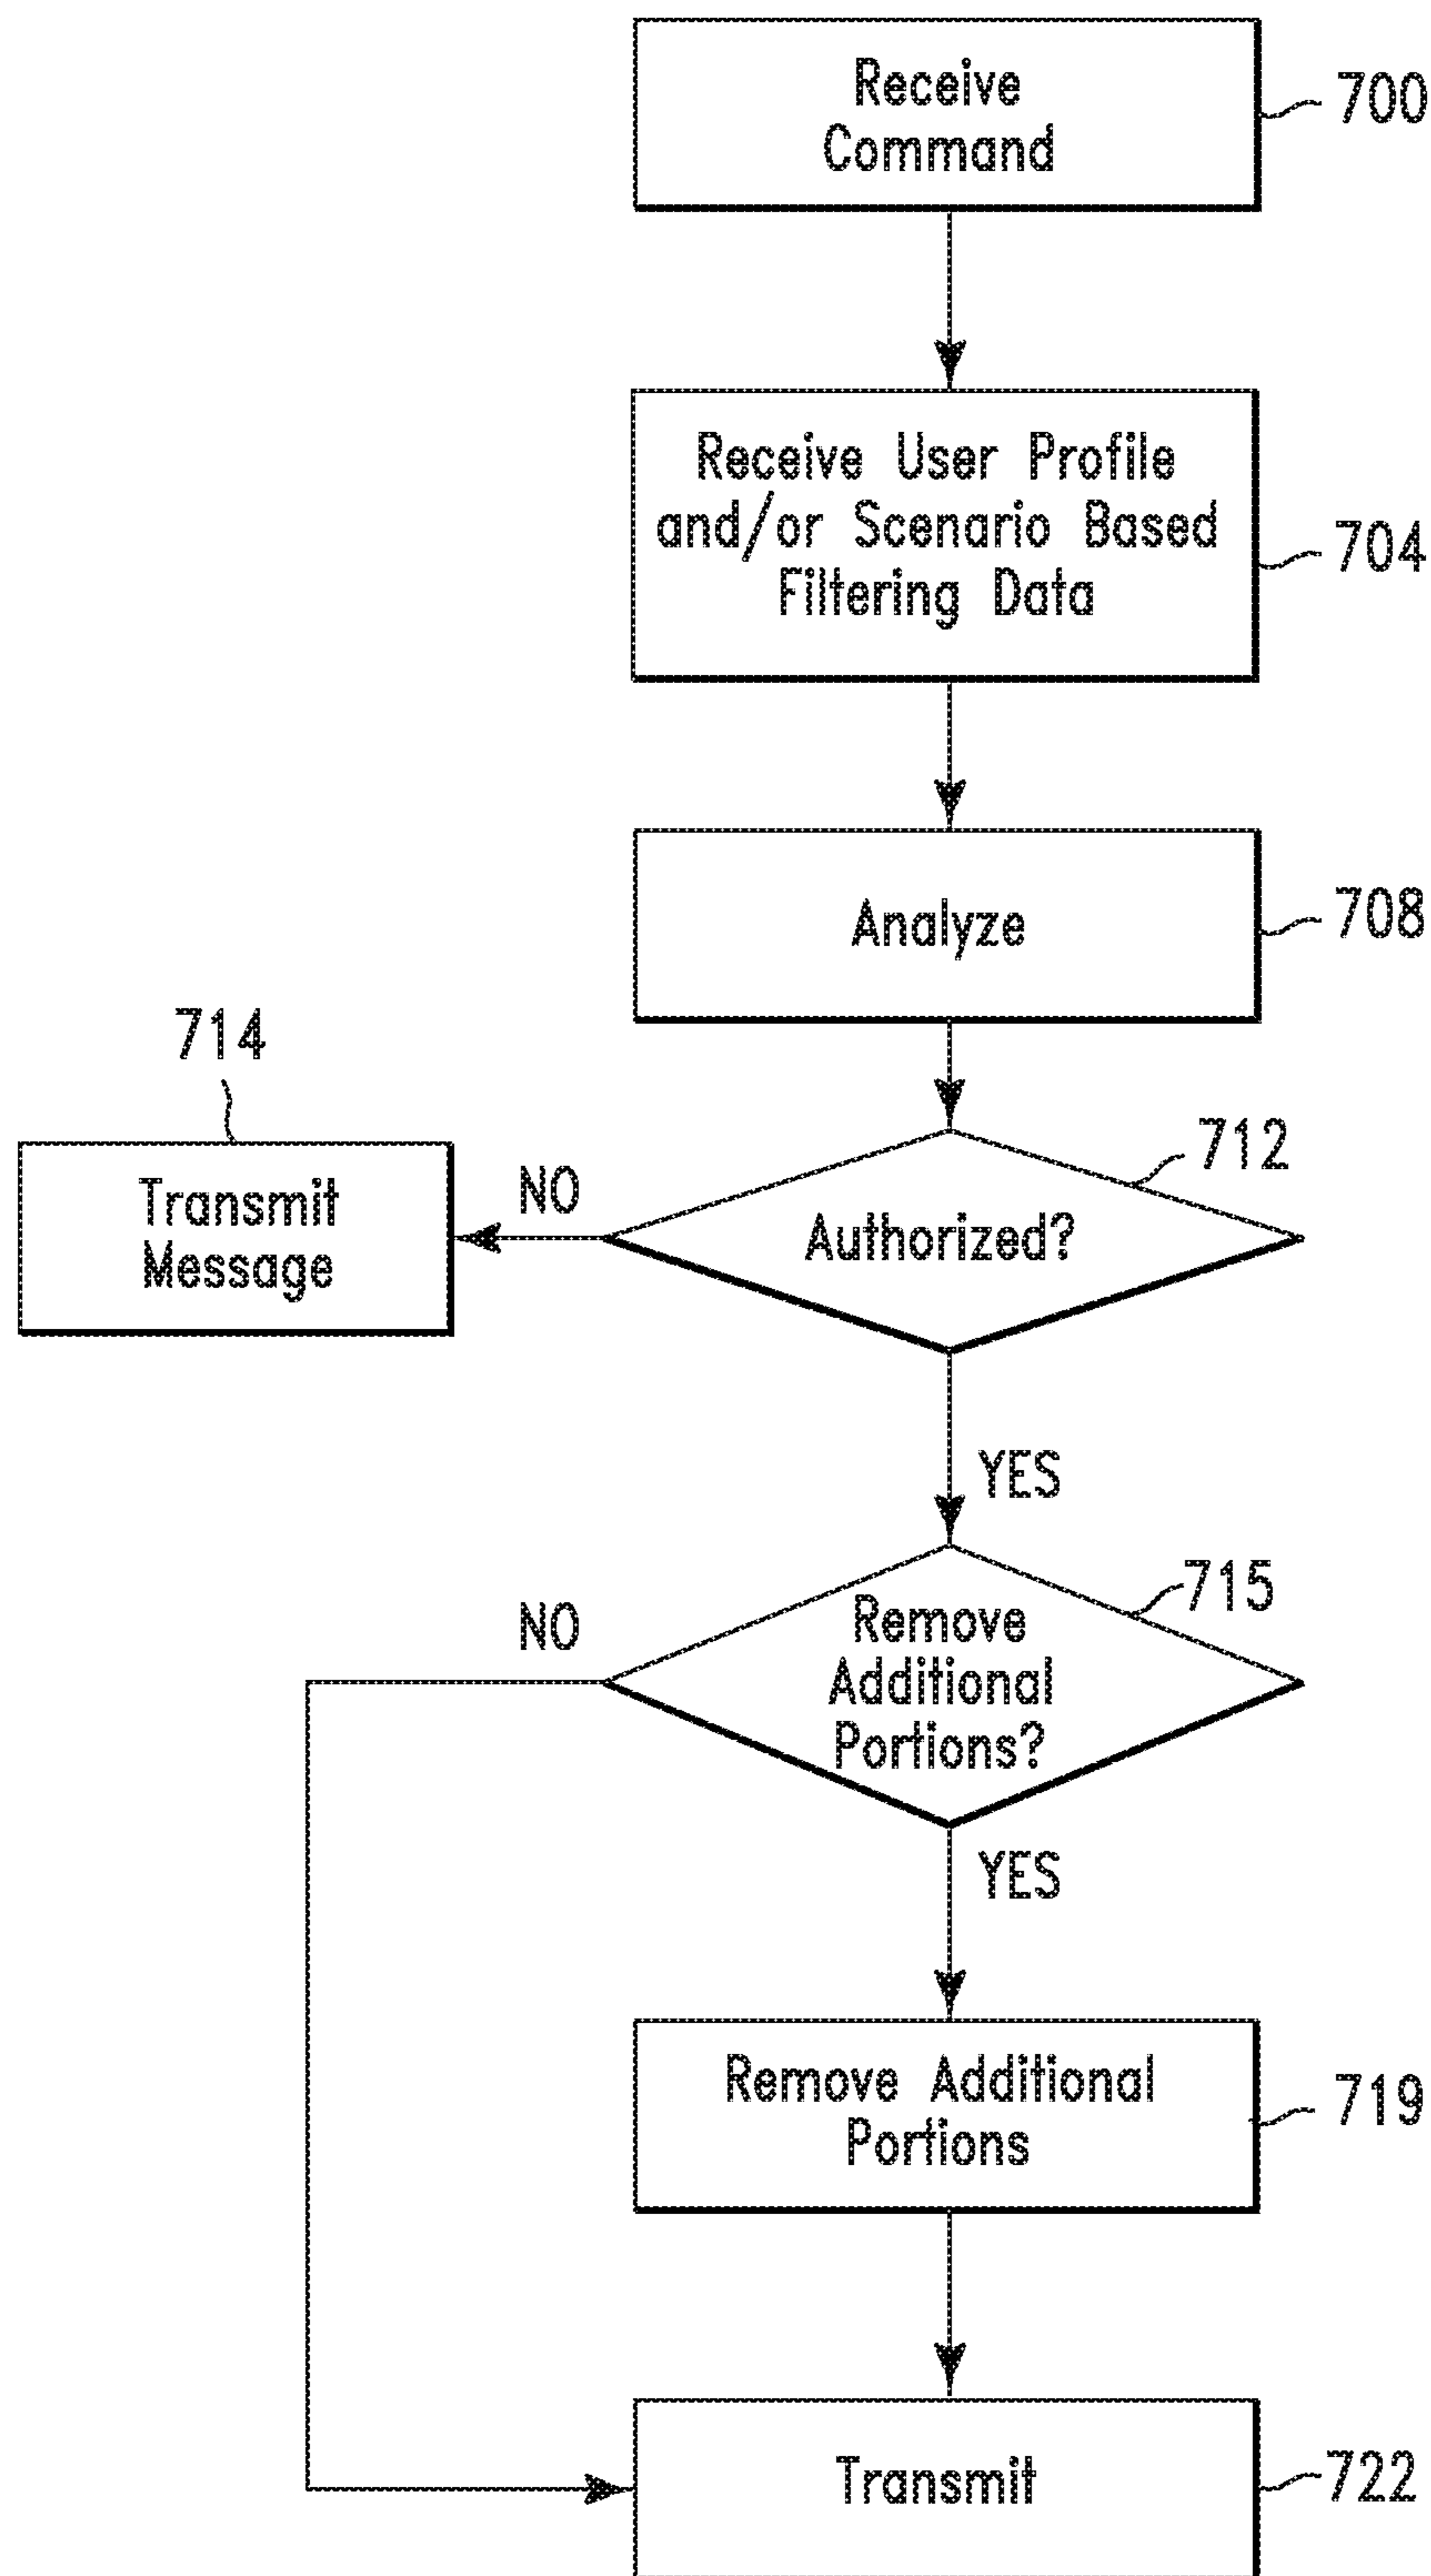 Receive
Command
700
Receive User Profile
and/or Scenario Based
Filtering Data
704
Analyze
708
714
Transmit
Message
NO
712
Authorized?
YES
715
NO
Remove
Additional
Portions?
YES
Remove Additional
Portions
719
Transmit
722